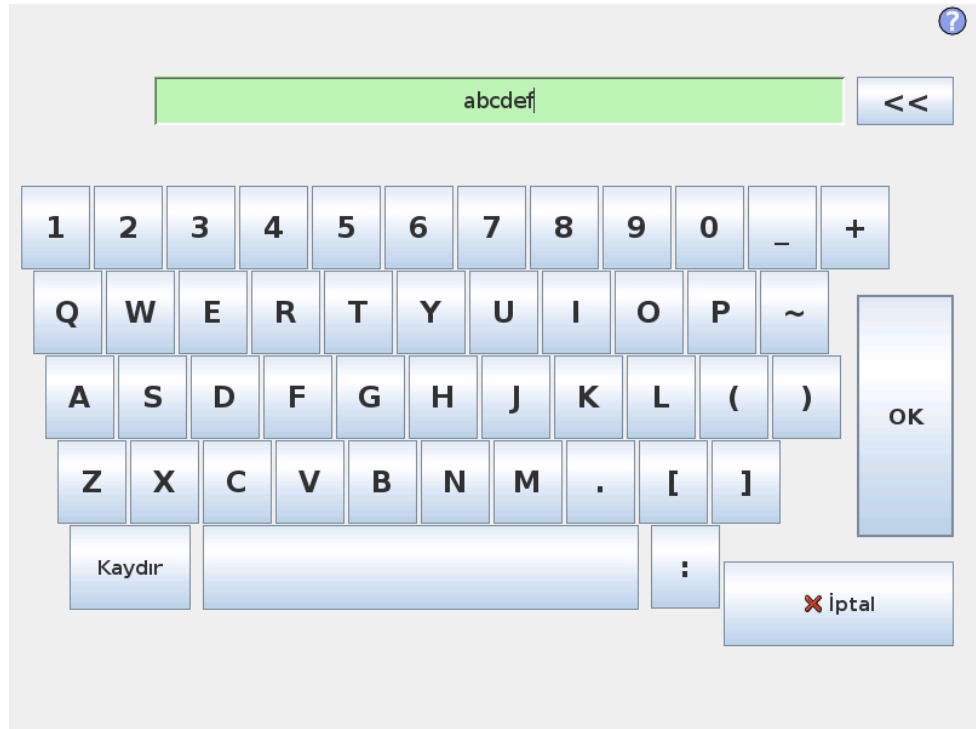 ?
abcdef
<<
1 2 3 4 5 6 7 8 9 0 _ +
Q W E R T Y U I O P ~
A S D F G H J K L ( )
OK
Z X C V B N M . [ ]
Kaydır :
İptal